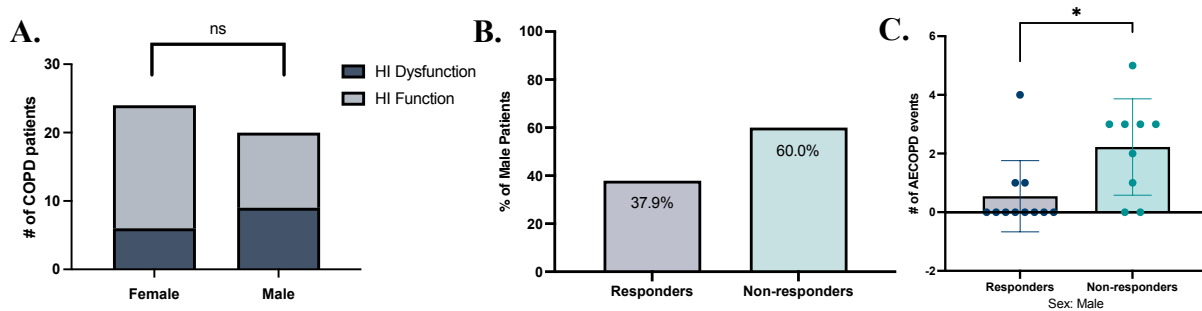 A.
ns
HI Dysfunction
HI Function
# of COPD patients
30
20
10
0
Female
Male
B.
% of Male Patients
100
80
60
40
20
0
37.9%
60.0%
Responders
Non-responders
C.
*
# of AECOPD events
6
4
2
0
-2
Responders
Non-responders
Sex: Male